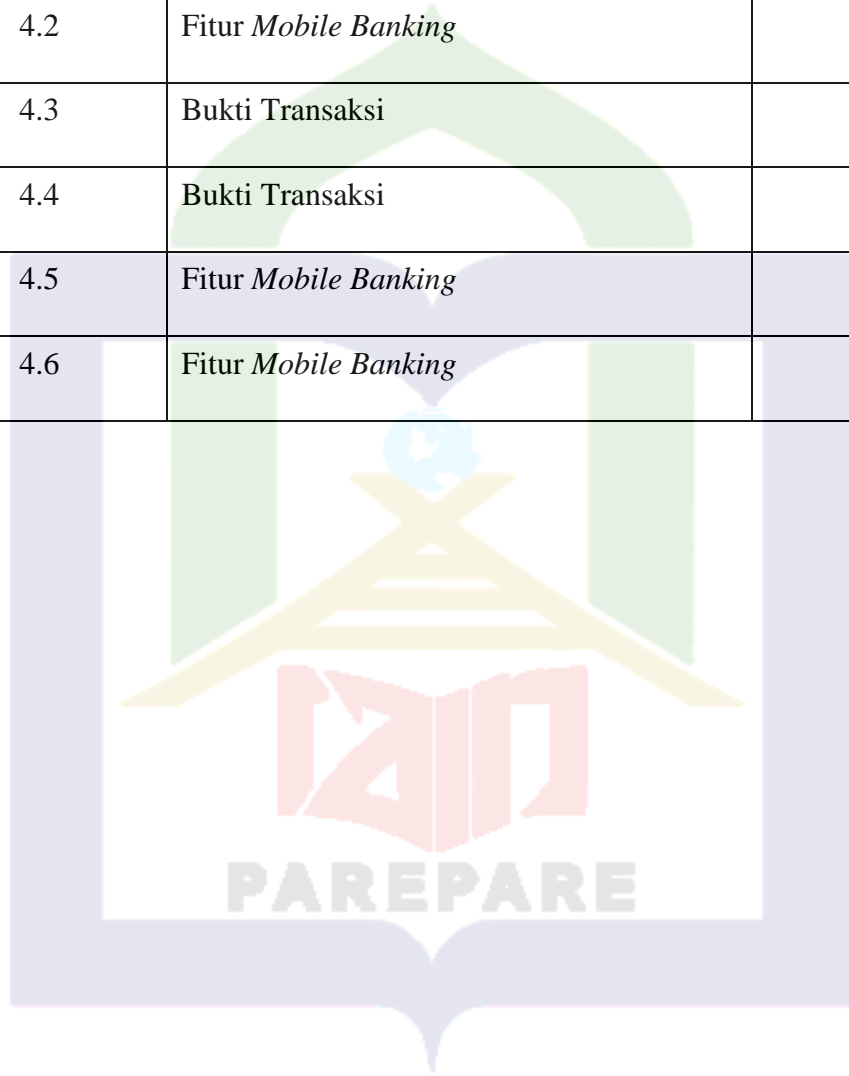 4.2 Fitur Mobile Banking
4.3 Bukti Transaksi
4.4 Bukti Transaksi
4.5 Fitur Mobile Banking
4.6 Fitur Mobile Banking
iain
PAREPARE